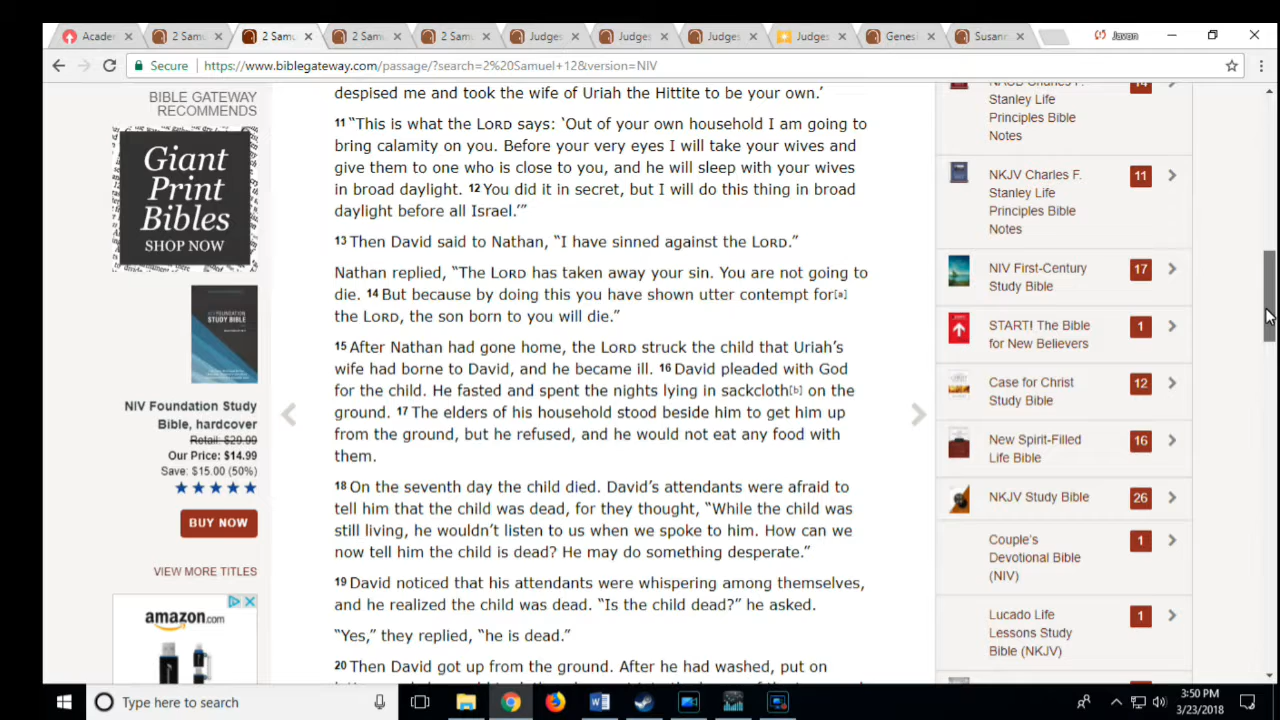 Acade
2 Samu
2 Samu
2 Samu
2 Samu
Judges
Judges
Judges
Judges
Genesi
Susann
Javon
Secure
https://www.biblegateway.com/passage/?search=2%20Samuel+12&version=NIV
BIBLE GATEWAY
RECOMMENDS
Giant
Print
Bibles
SHOP NOW
NIV FOUNDATION
STUDY BIBLE
NIV Foundation Study
Bible, hardcover
Retail: $29.99
Our Price: $14.99
Save: $15.00 (50%)
BUY NOW
VIEW MORE TITLES
amazon.com
despised me and took the wife of Uriah the Hittite to be your own.’
11 “This is what the LORD says: ‘Out of your own household I am going to
bring calamity on you. Before your very eyes I will take your wives and
give them to one who is close to you, and he will sleep with your wives
in broad daylight. 12 You did it in secret, but I will do this thing in broad
daylight before all Israel.’”
13 Then David said to Nathan, “I have sinned against the LORD.”
Nathan replied, “The LORD has taken away your sin. You are not going to
die. 14 But because by doing this you have shown utter contempt for[a]
the LORD, the son born to you will die.”
15 After Nathan had gone home, the LORD struck the child that Uriah’s
wife had borne to David, and he became ill. 16 David pleaded with God
for the child. He fasted and spent the nights lying in sackcloth[b] on the
ground. 17 The elders of his household stood beside him to get him up
from the ground, but he refused, and he would not eat any food with
them.
18 On the seventh day the child died. David’s attendants were afraid to
tell him that the child was dead, for they thought, “While the child was
still living, he wouldn’t listen to us when we spoke to him. How can we
now tell him the child is dead? He may do something desperate.”
19 David noticed that his attendants were whispering among themselves,
and he realized the child was dead. “Is the child dead?” he asked.
“Yes,” they replied, “he is dead.”
20 Then David got up from the ground. After he had washed, put on
NASB Charles F. 14
Stanley Life
Principles Bible
Notes
NKJV Charles F. 11
Stanley Life
Principles Bible
Notes
NIV First-Century 17
Study Bible
START! The Bible 1
for New Believers
Case for Christ 12
Study Bible
New Spirit-Filled 16
Life Bible
NKJV Study Bible 26
Couple's 1
Devotional Bible
(NIV)
Lucado Life 1
Lessons Study
Bible (NKJV)
Type here to search
3:50 PM
3/23/2018